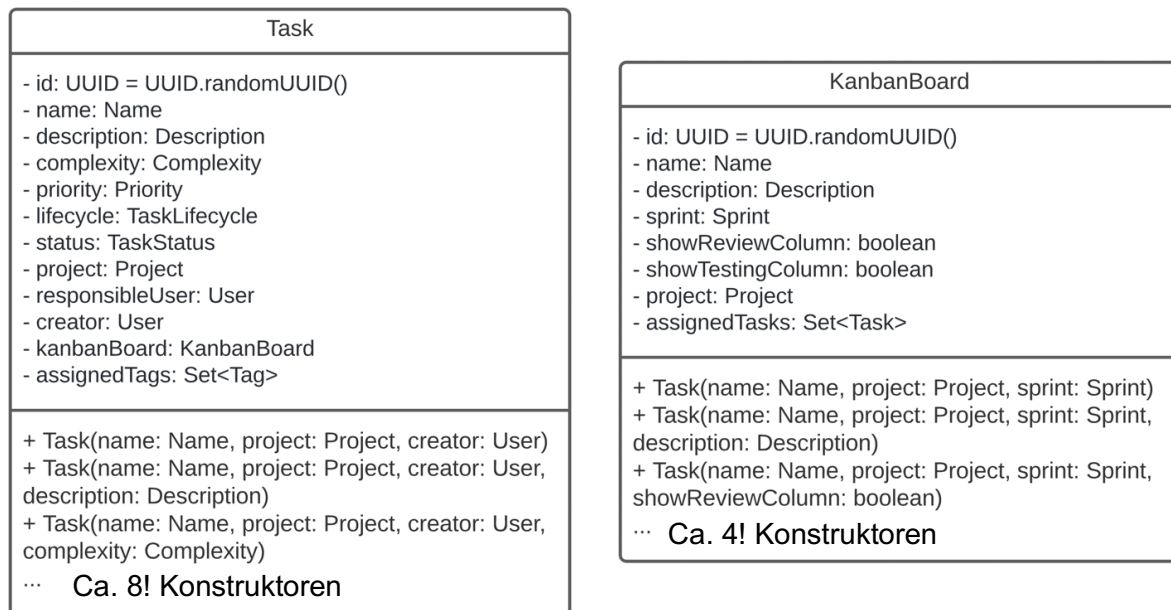 Task
- id: UUID = UUID.randomUUID()
- name: Name
- description: Description
- complexity: Complexity
- priority: Priority
- lifecycle: TaskLifecycle
- status: TaskStatus
- project: Project
- responsibleUser: User
- creator: User
- kanbanBoard: KanbanBoard
- assignedTags: Set<Tag>
+ Task(name: Name, project: Project, creator: User)
+ Task(name: Name, project: Project, creator: User,
description: Description)
+ Task(name: Name, project: Project, creator: User,
complexity: Complexity)
... Ca. 8! Konstruktoren
KanbanBoard
- id: UUID = UUID.randomUUID()
- name: Name
- description: Description
- sprint: Sprint
- showReviewColumn: boolean
- showTestingColumn: boolean
- project: Project
- assignedTasks: Set<Task>
+ Task(name: Name, project: Project, sprint: Sprint)
+ Task(name: Name, project: Project, sprint: Sprint,
description: Description)
+ Task(name: Name, project: Project, sprint: Sprint,
showReviewColumn: boolean)
... Ca. 4! Konstruktoren